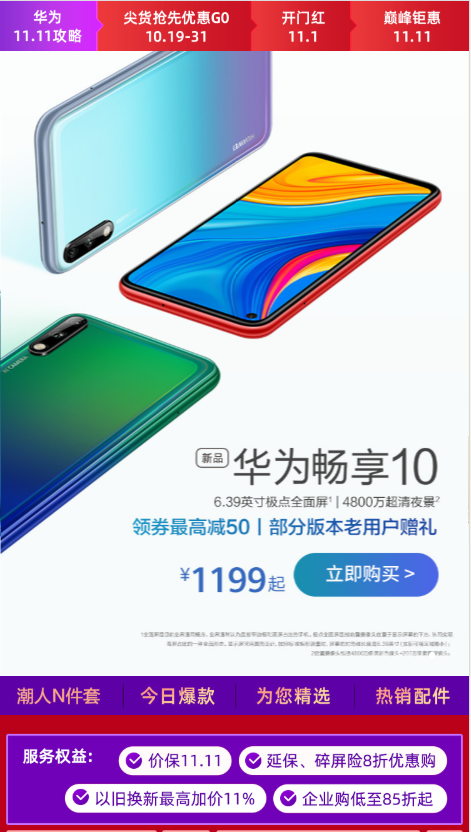 华为
11.11攻略
尖货抢先优惠GO
10.19-31
开门红
11.1
巅峰钜惠
11.11
AI CAMERA
新品 华为畅享10
6.39英寸极点全面屏¹ | 4800万超清夜景²
领券最高减50 | 部分版本老用户赠礼
¥1199起 立即购买 >
潮人N件套 今日爆款 为您精选 热销配件
服务权益: 价保11.11 延保、碎屏险8折优惠购
以旧换新最高加价11% 企业购低至85折起